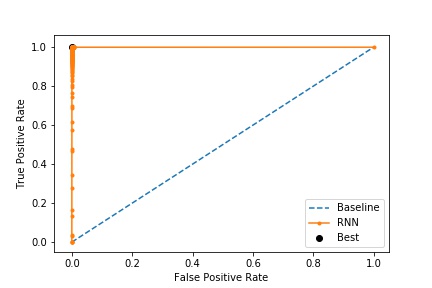 1.0
0.8
0.6
0.4
0.2
0.0
True Positive Rate
0.0 0.2 0.4 0.6 0.8 1.0
False Positive Rate
Baseline
RNN
Best